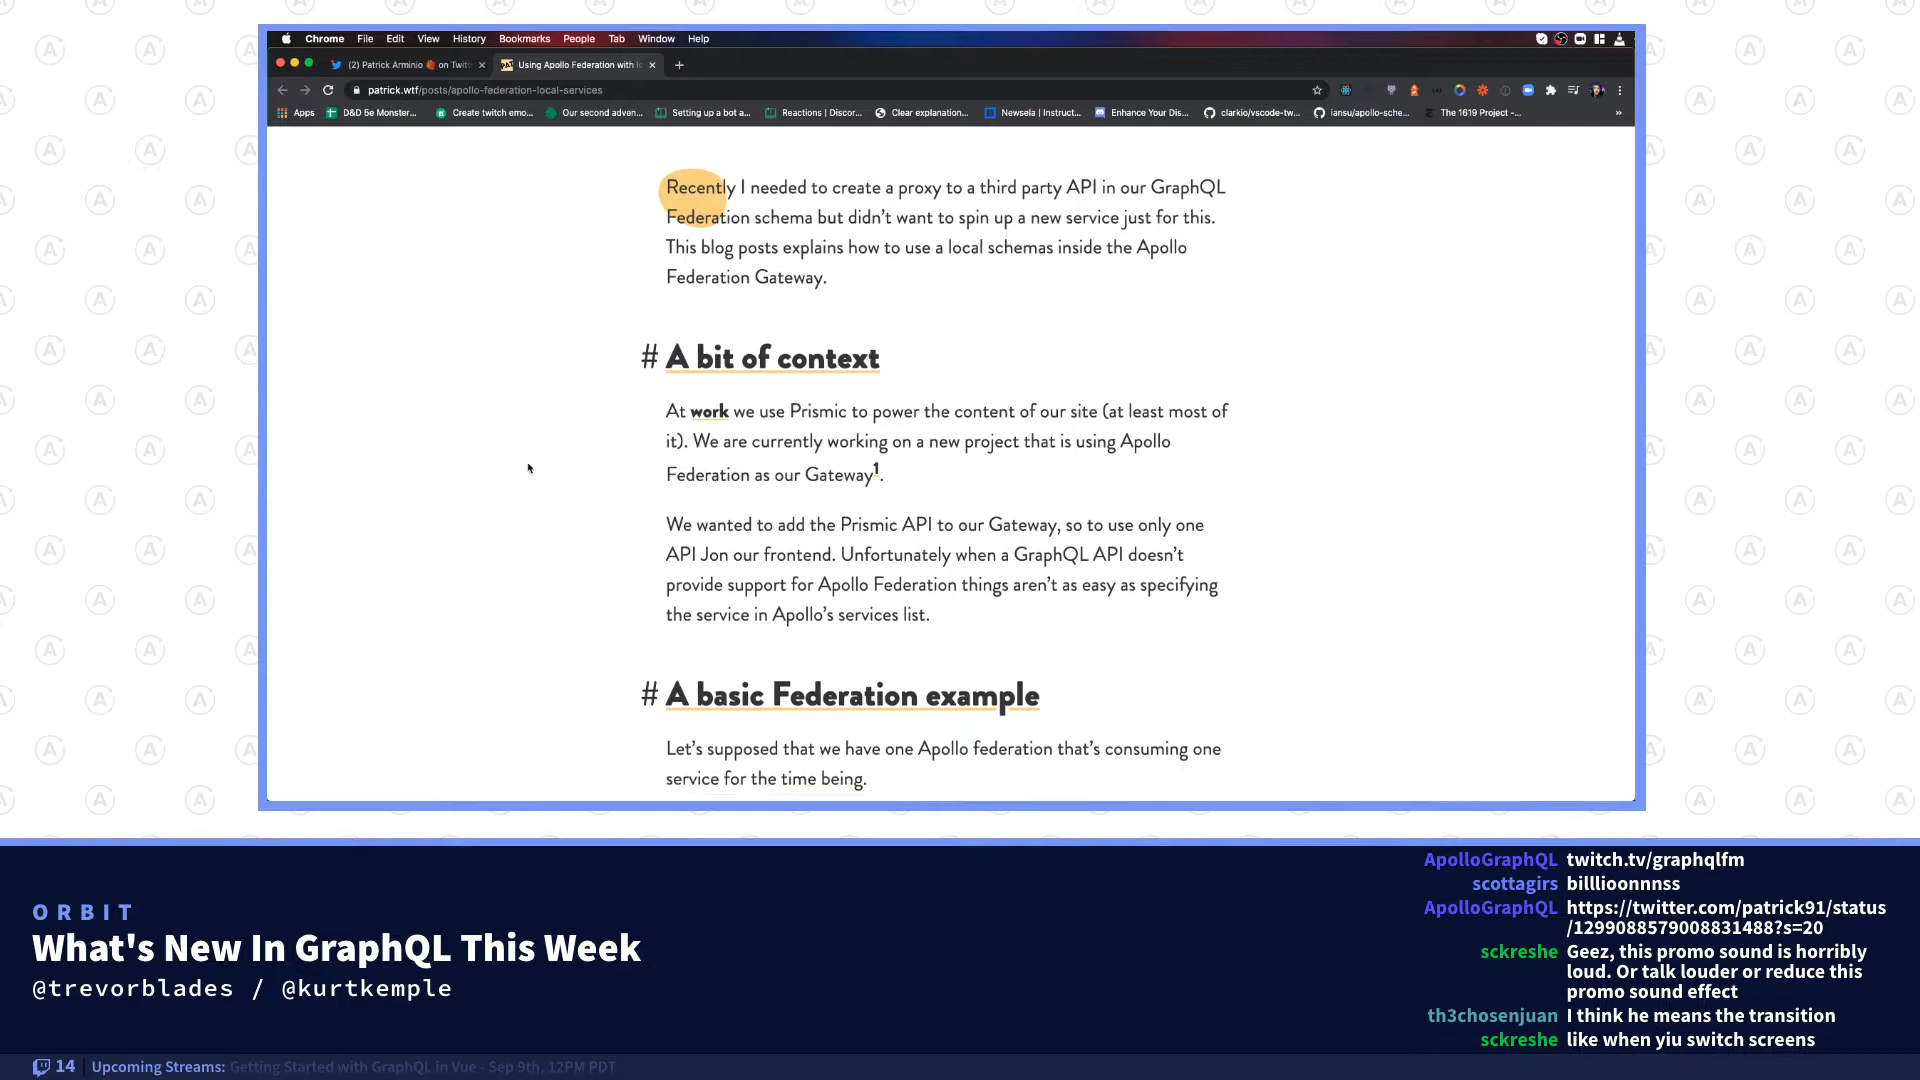 Chrome File Edit View History Bookmarks People Tab Window Help
(2) Patrick Arminio on Twit
Using Apollo Federation with lo
patrick.wtf/posts/apollo-federation-local-services
Apps D&D 5e Monster... Create twitch emo... Our second adven... Setting up a bot a... Reactions | Discor... Clear explanation... Newsela | Instruct... Enhance Your Dis... clarkio/vscode-tw... iansu/apollo-sche... The 1619 Project -... »
Recently I needed to create a proxy to a third party API in our GraphQL
Federation schema but didn't want to spin up a new service just for this.
This blog posts explains how to use a local schemas inside the Apollo
Federation Gateway.
# A bit of context
At work we use Prismic to power the content of our site (at least most of
it). We are currently working on a new project that is using Apollo
Federation as our Gateway1.
We wanted to add the Prismic API to our Gateway, so to use only one
API Jon our frontend. Unfortunately when a GraphQL API doesn't
provide support for Apollo Federation things aren't as easy as specifying
the service in Apollo's services list.
# A basic Federation example
Let's supposed that we have one Apollo federation that's consuming one
service for the time being.
ORBIT
What's New In GraphQL This Week
@trevorblades / @kurtkemple
14 Upcoming Streams: Getting Started with GraphQL in Vue - Sep 9th, 12PM PDT
ApolloGraphQL twitch.tv/graphqlfm
scottagirs billlioonnnss
ApolloGraphQL https://twitter.com/patrick91/status
/1299088579008831488?s=20
sckreshe Geez, this promo sound is horribly
loud. Or talk louder or reduce this
promo sound effect
th3chosenjuan I think he means the transition
sckreshe like when yiu switch screens